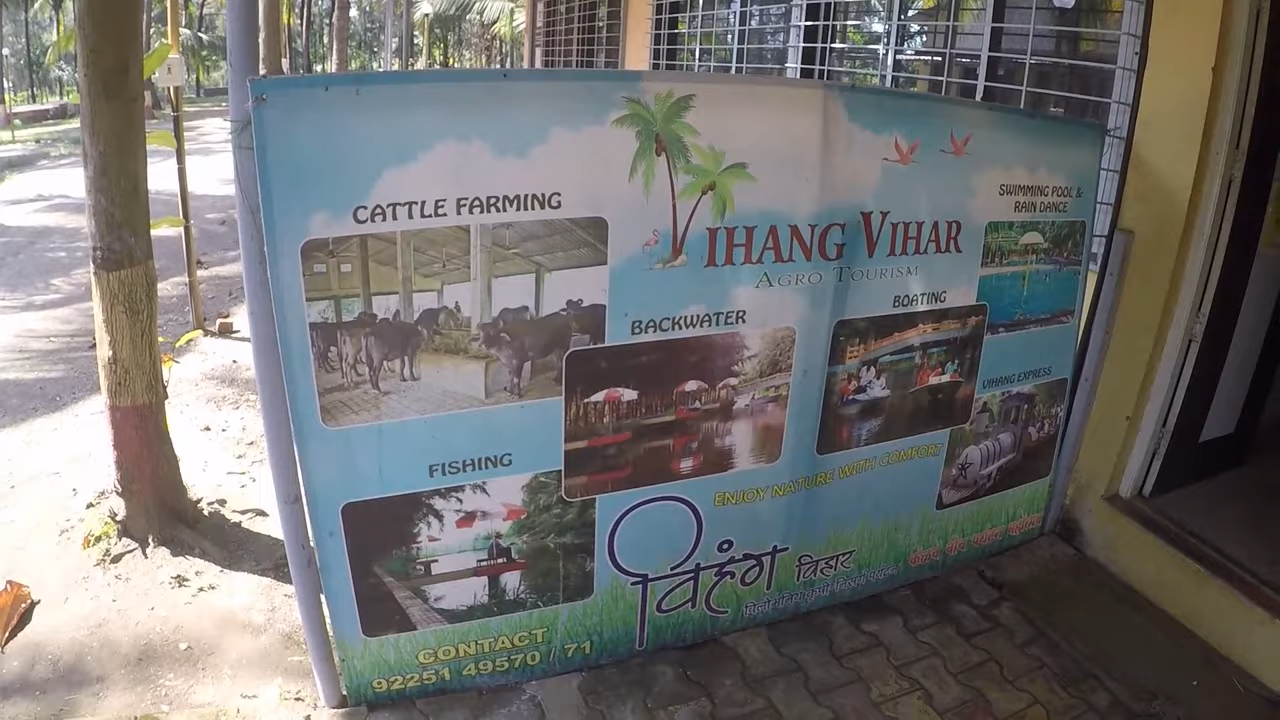 CATTLE FARMING
VIHANG VIHAR
AGRO TOURISM
SWIMMING POOL &
RAIN DANCE
BACKWATER
BOATING
VIHANG EXPRESS
FISHING
ENJOY NATURE WITH COMFORT
विहंग विहार
CONTACT
92251 49570 / 71